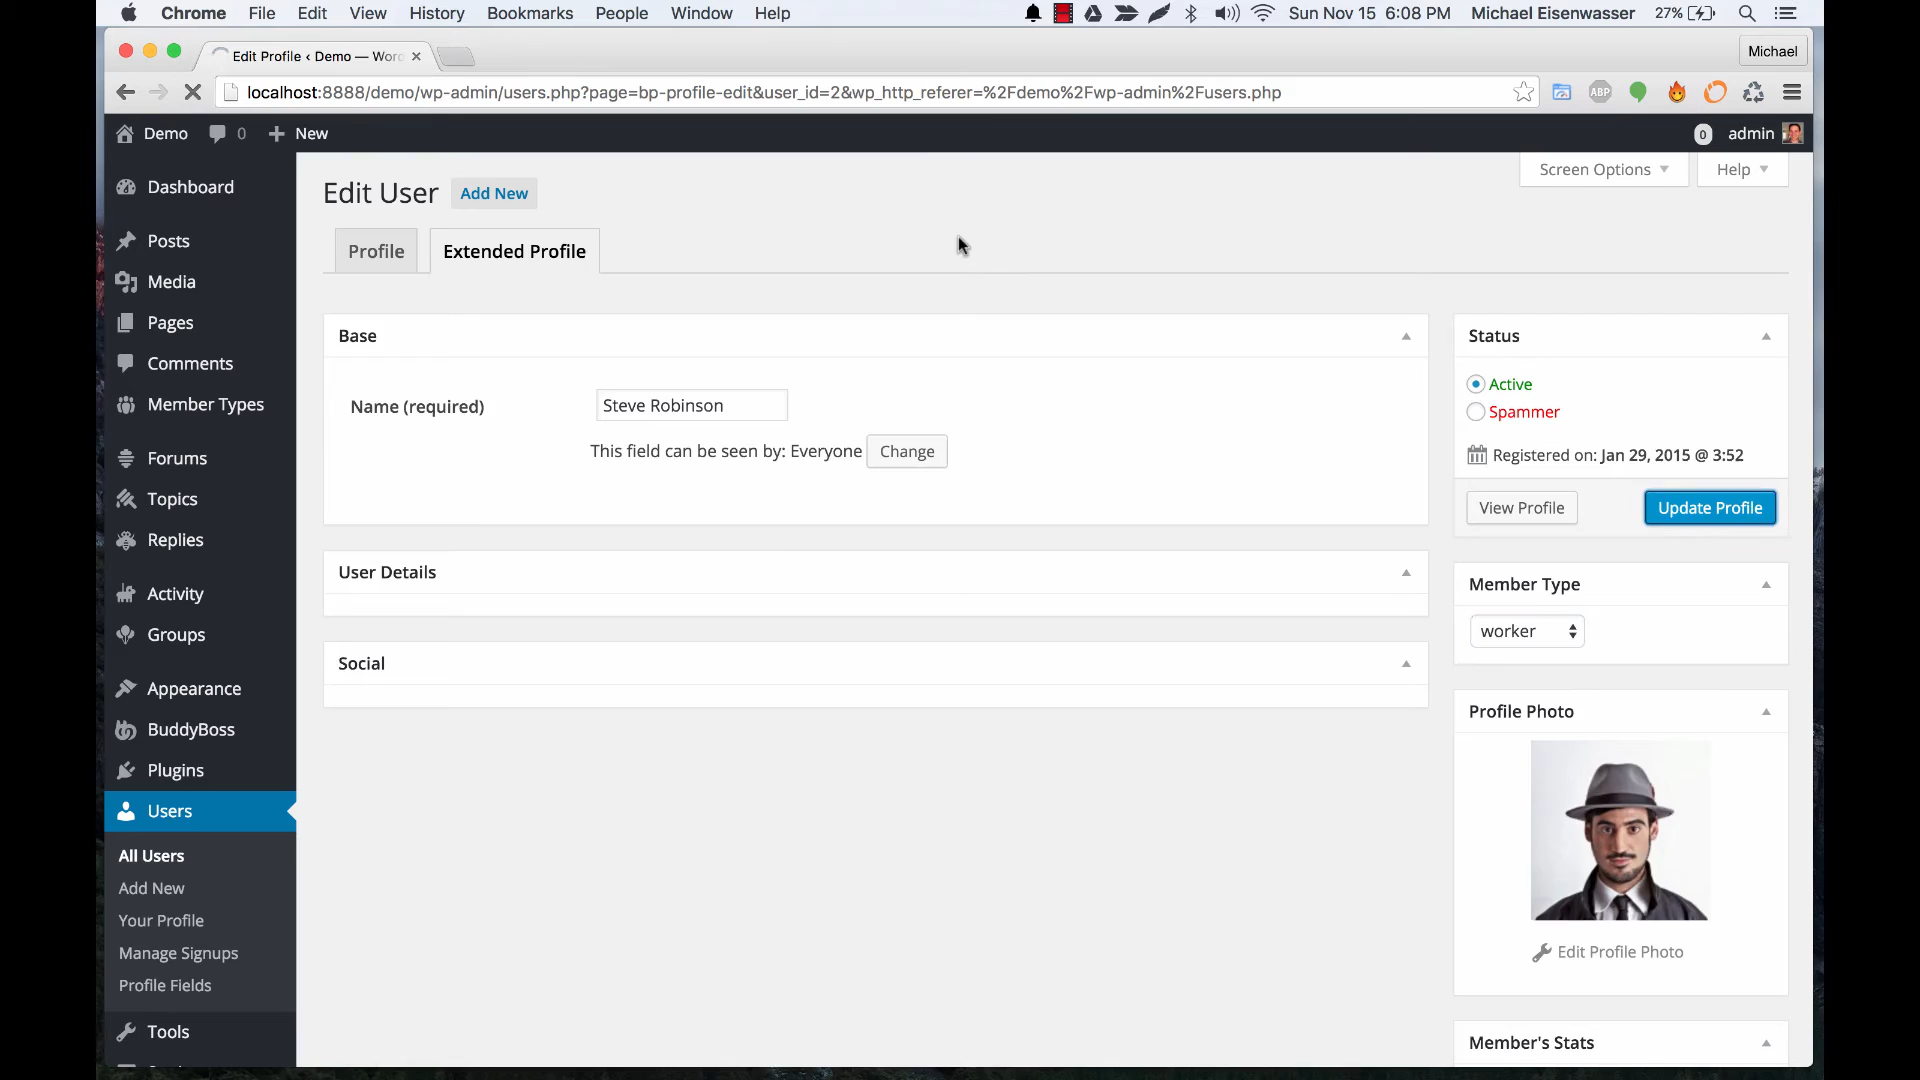 Chrome File Edit View History Bookmarks People Window Help Sun Nov 15 6:08 PM Michael Eisenwasser 27%
Edit Profile ‹ Demo — Wor
Michael
localhost:8888/demo/wp-admin/users.php?page=bp-profile-edit&user_id=2&wp_http_referer=%2Fdemo%2Fwp-admin%2Fusers.php
ABP
Demo 0 New 0 admin
Screen Options Help
Edit User Add New
Profile Extended Profile
Dashboard
Posts
Media
Pages
Comments
Member Types
Forums
Topics
Replies
Activity
Groups
Appearance
BuddyBoss
Plugins
Users
All Users
Add New
Your Profile
Manage Signups
Profile Fields
Tools
Base
Name (required) Steve Robinson
This field can be seen by: Everyone Change
User Details
Social
Status
Active
Spammer
Registered on: Jan 29, 2015 @ 3:52
View Profile Update Profile
Member Type
worker
Profile Photo
Edit Profile Photo
Member's Stats